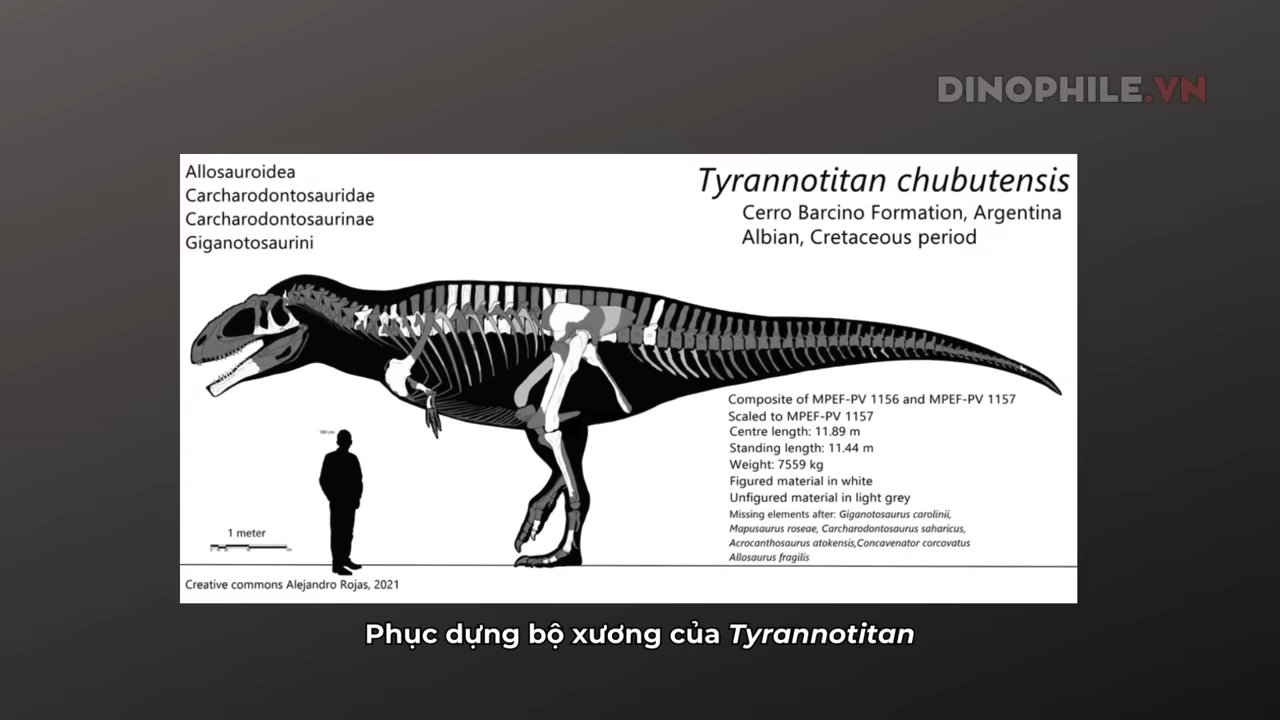 DINOPHILE.VN
Allosauroidea
Carcharodontosauridae
Carcharodontosaurinae
Giganotosaurini
Tyrannotitan chubutensis
Cerro Barcino Formation, Argentina
Albian, Cretaceous period
Composite of MPEF-PV 1156 and MPEF-PV 1157
Scaled to MPEF-PV 1157
Centre length: 11.89 m
Standing length: 11.44 m
Weight: 7559 kg
Figured material in white
Unfigured material in light grey
Missing elements after: Giganotosaurus carolinii,
Mapusaurus roseae, Carcharodontosaurus saharicus,
Acrocanthosaurus atokensis,Concavenator corcovatus
Allosaurus fragilis
180 cm
1 meter
Creative commons Alejandro Rojas, 2021
Phục dựng bộ xương của Tyrannotitan